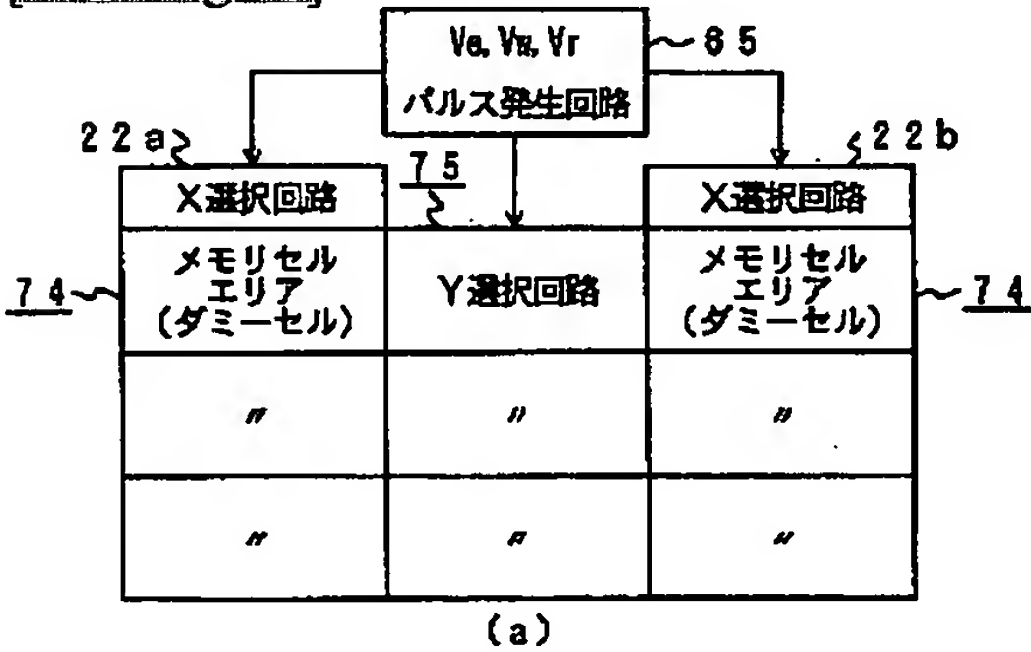 Ve, Vw, Vr
パルス発生回路
65
22a
75
22b
X選択回路
X選択回路
メモリセル
エリア
(ダミーセル)
Y選択回路
メモリセル
エリア
(ダミーセル)
74
74
〃
〃
〃
〃
〃
〃
(a)